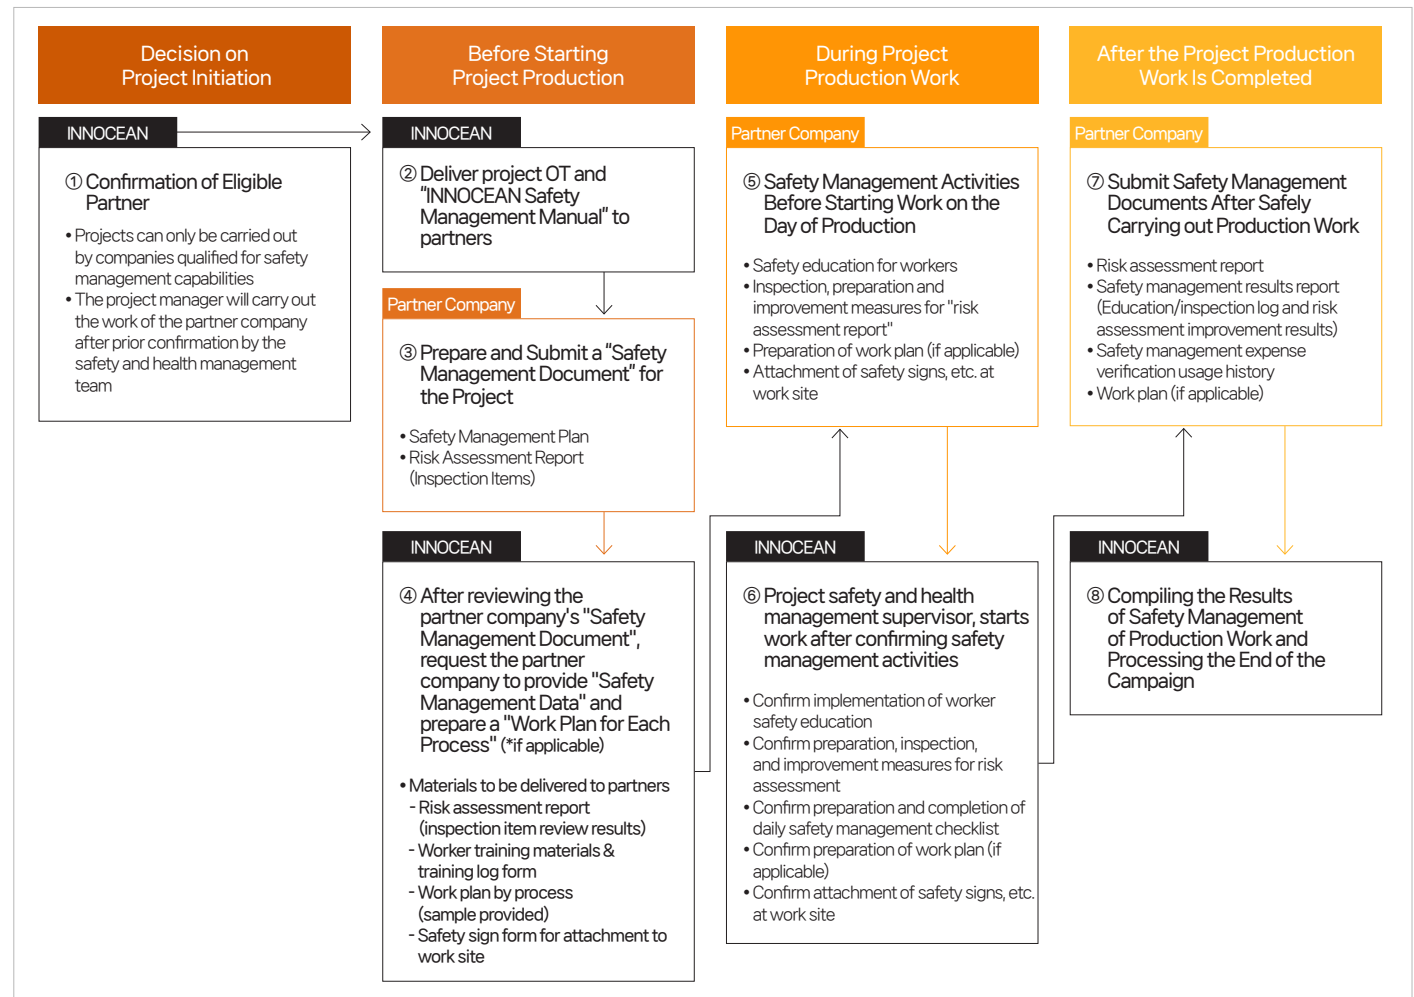 Decision on
Project Initiation
INNOCEAN
① Confirmation of Eligible
Partner
• Projects can only be carried out
by companies qualified for safety
management capabilities
• The project manager will carry out
the work of the partner company
after prior confirmation by the
safety and health management
team
Before Starting
Project Production
INNOCEAN
② Deliver project OT and
"INNOCEAN Safety
Management Manual" to
partners
Partner Company
③ Prepare and Submit a "Safety
Management Document" for
the Project
• Safety Management Plan
• Risk Assessment Report
(Inspection Items)
INNOCEAN
④ After reviewing the
partner company's "Safety
Management Document",
request the partner
company to provide "Safety
Management Data" and
prepare a "Work Plan for Each
Process" (*if applicable)
• Materials to be delivered to partners
- Risk assessment report
(inspection item review results)
- Worker training materials &
training log form
- Work plan by process
(sample provided)
- Safety sign form for attachment to
work site
During Project
Production Work
Partner Company
⑤ Safety Management Activities
Before Starting Work on the
Day of Production
• Safety education for workers
• Inspection, preparation and
improvement measures for "risk
assessment report"
• Preparation of work plan (if applicable)
• Attachment of safety signs, etc. at
work site
INNOCEAN
⑥ Project safety and health
management supervisor, starts
work after confirming safety
management activities
• Confirm implementation of worker
safety education
• Confirm preparation, inspection,
and improvement measures for risk
assessment
• Confirm preparation and completion of
daily safety management checklist
• Confirm preparation of work plan (if
applicable)
• Confirm attachment of safety signs, etc.
at work site
After the Project Production
Work Is Completed
Partner Company
⑦ Submit Safety Management
Documents After Safely
Carrying out Production Work
• Risk assessment report
• Safety management results report
(Education/inspection log and risk
assessment improvement results)
• Safety management expense
verification usage history
• Work plan (if applicable)
INNOCEAN
⑧ Compiling the Results
of Safety Management
of Production Work and
Processing the End of the
Campaign